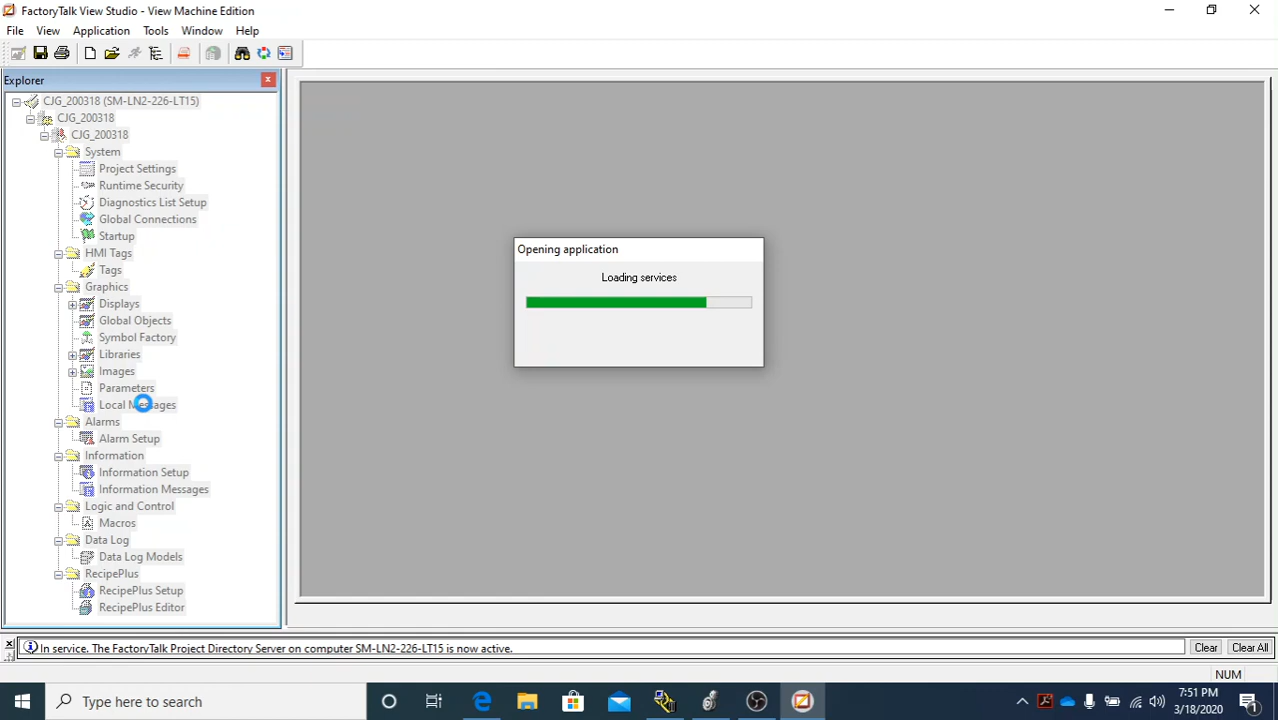 FactoryTalk View Studio - View Machine Edition
File View Application Tools Window Help
Explorer
CJG_200318 (SM-LN2-226-LT15)
CJG_200318
CJG_200318
System
Project Settings
Runtime Security
Diagnostics List Setup
Global Connections
Startup
HMI Tags
Tags
Graphics
Displays
Global Objects
Symbol Factory
Libraries
Images
Parameters
Local Messages
Alarms
Alarm Setup
Information
Information Setup
Information Messages
Logic and Control
Macros
Data Log
Data Log Models
RecipePlus
RecipePlus Setup
RecipePlus Editor
Opening application
Loading services
In service. The FactoryTalk Project Directory Server on computer SM-LN2-226-LT15 is now active.
Clear Clear All
NUM
Type here to search
7:51 PM
3/18/2020
1